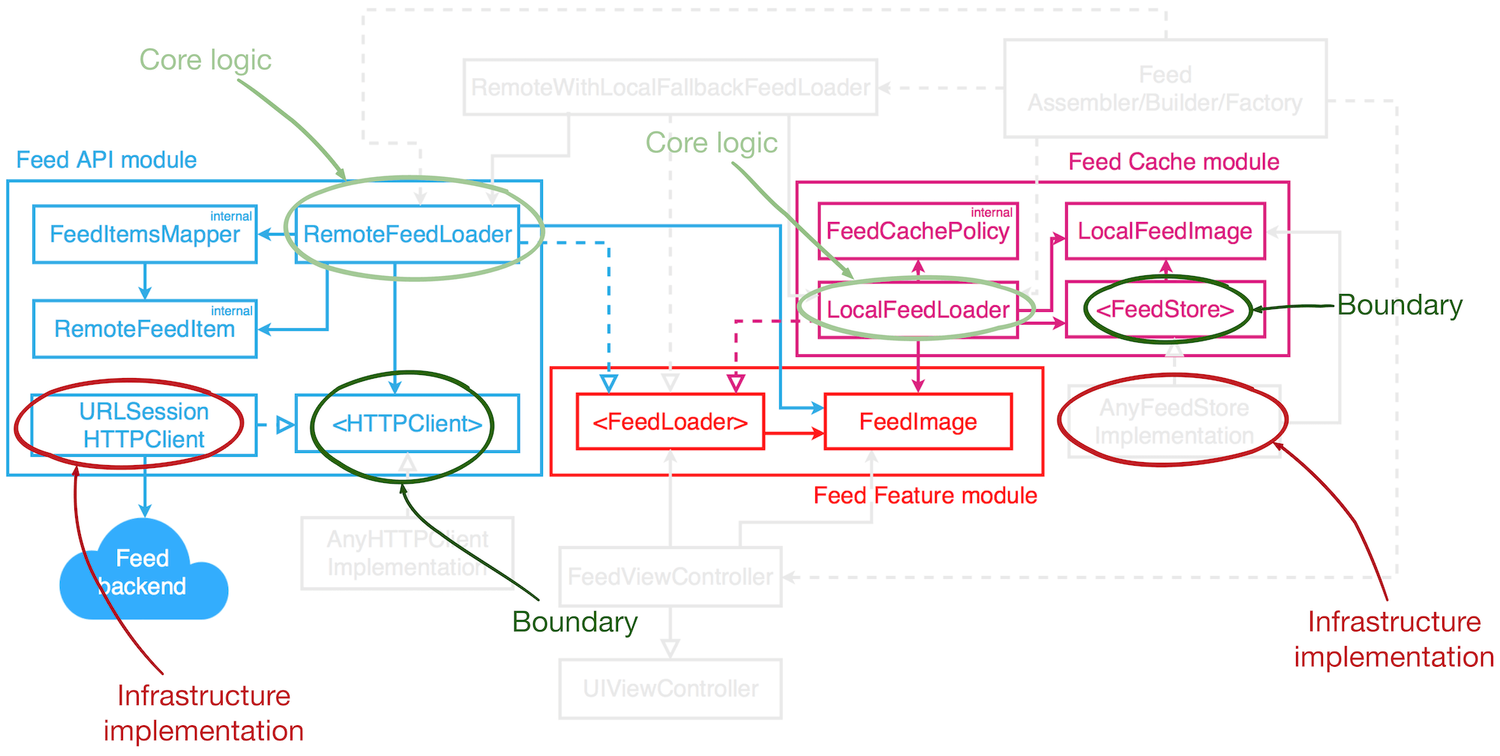 Core logic
RemoteWithLocalFallbackFeedLoader
Feed
Assembler/Builder/Factory
Core logic
Feed API module
Feed Cache module
internal
FeedItemsMapper
RemoteFeedLoader
internal
FeedCachePolicy
LocalFeedImage
internal
RemoteFeedItem
LocalFeedLoader
<FeedStore>
Boundary
URLSession
HTTPClient
<HTTPClient>
<FeedLoader>
FeedImage
AnyFeedStore
Implementation
Feed Feature module
AnyHTTPClient
Implementation
Feed
backend
FeedViewController
Boundary
Infrastructure
implementation
UIViewController
Infrastructure
implementation